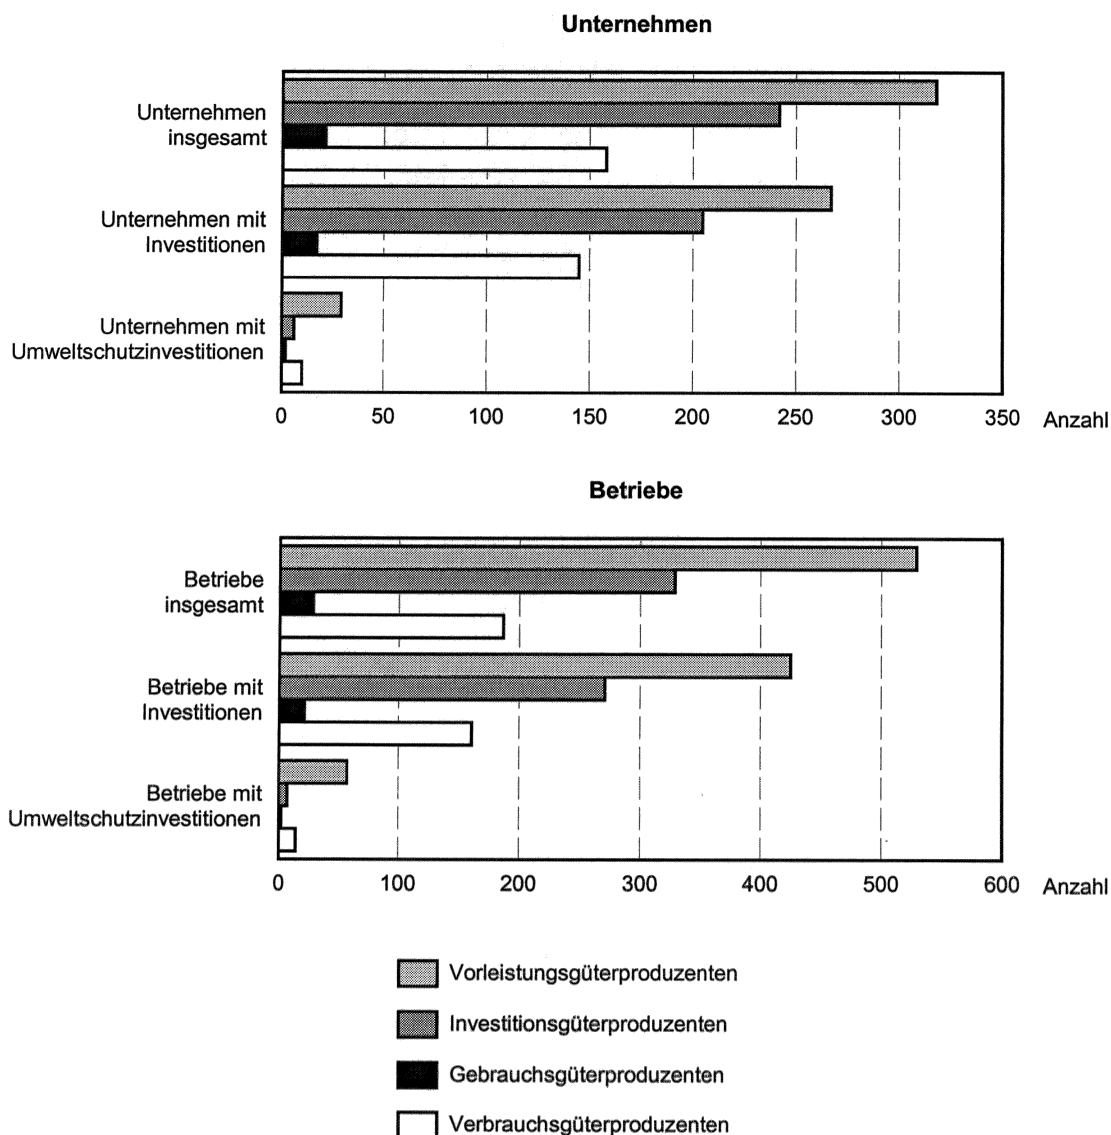 Unternehmen
Unternehmen
insgesamt
Unternehmen mit
Investitionen
Unternehmen mit
Umweltschutzinvestitionen
0 50 100 150 200 250 300 350 Anzahl
Betriebe
Betriebe
insgesamt
Betriebe mit
Investitionen
Betriebe mit
Umweltschutzinvestitionen
0 100 200 300 400 500 600 Anzahl
Vorleistungsgüterproduzenten
Investitionsgüterproduzenten
Gebrauchsgüterproduzenten
Verbrauchsgüterproduzenten